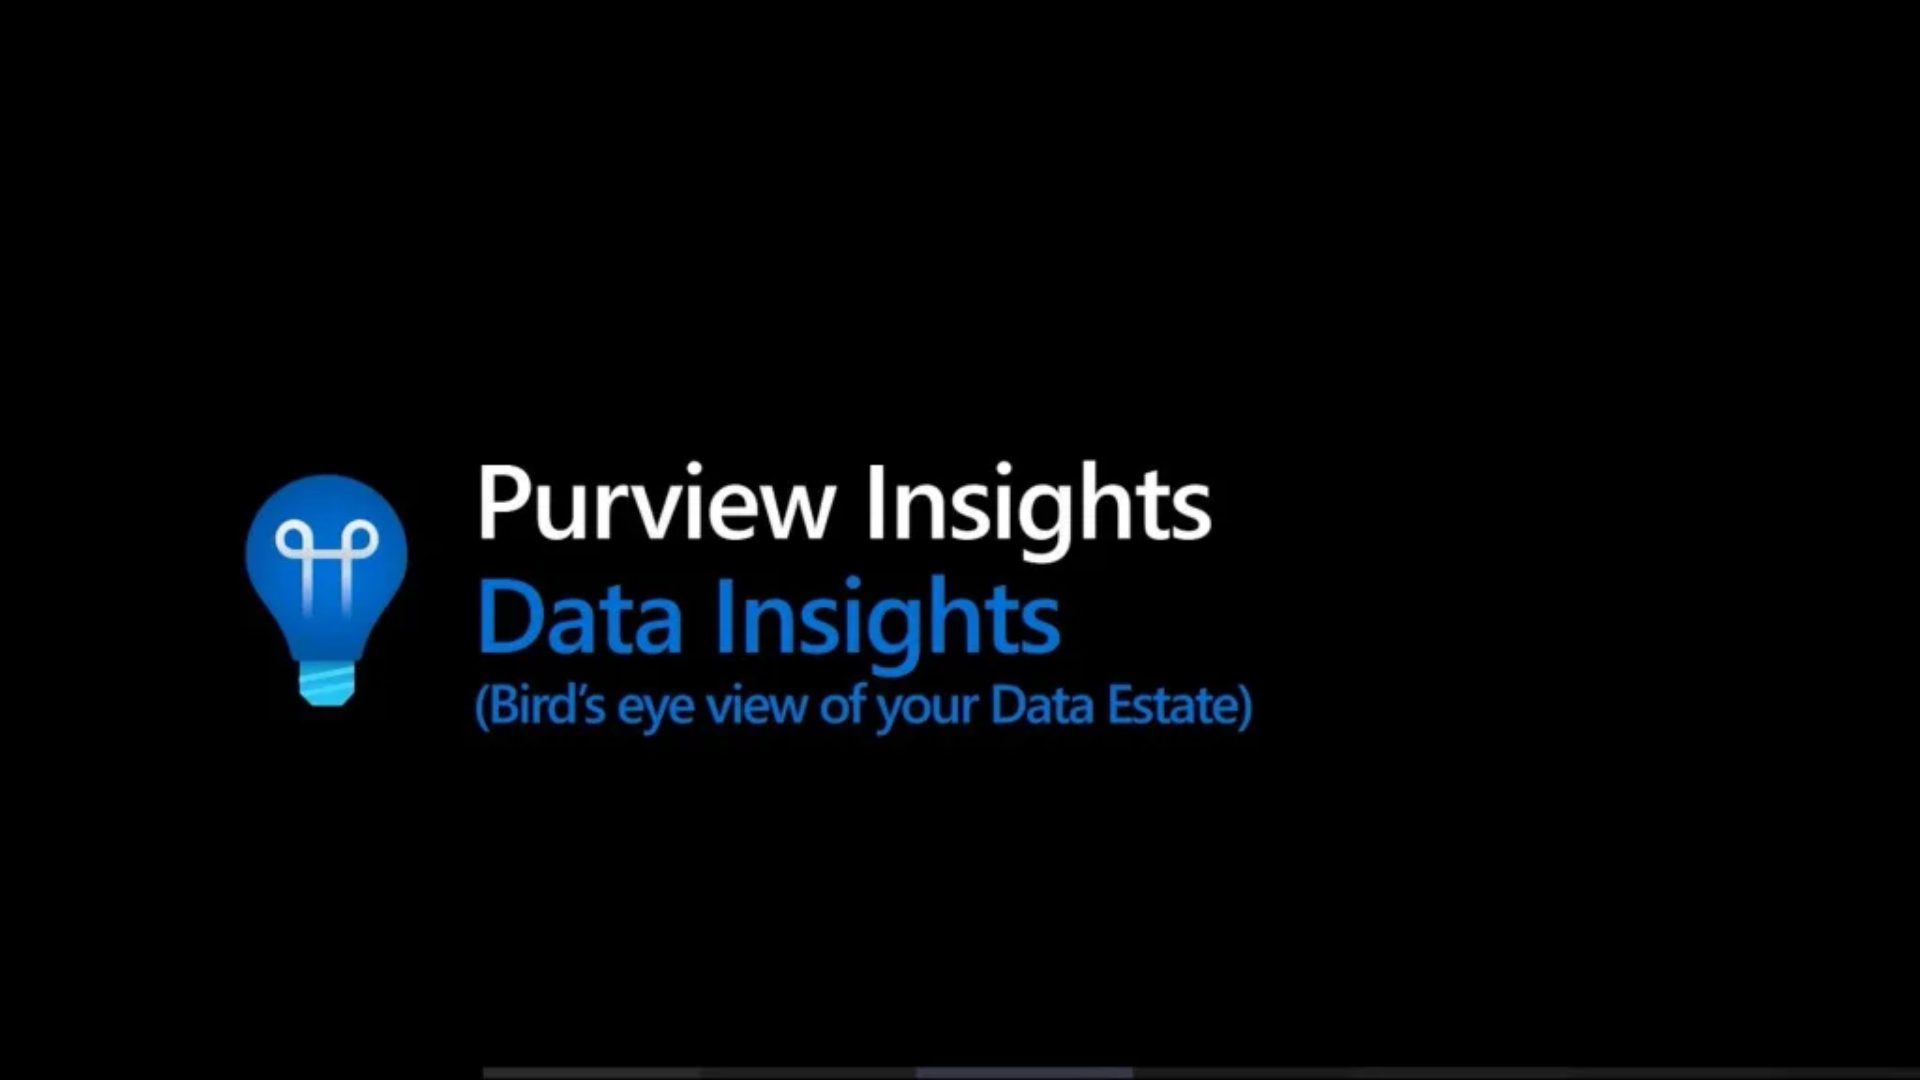 Purview Insights
Data Insights
(Bird’s eye view of your Data Estate)